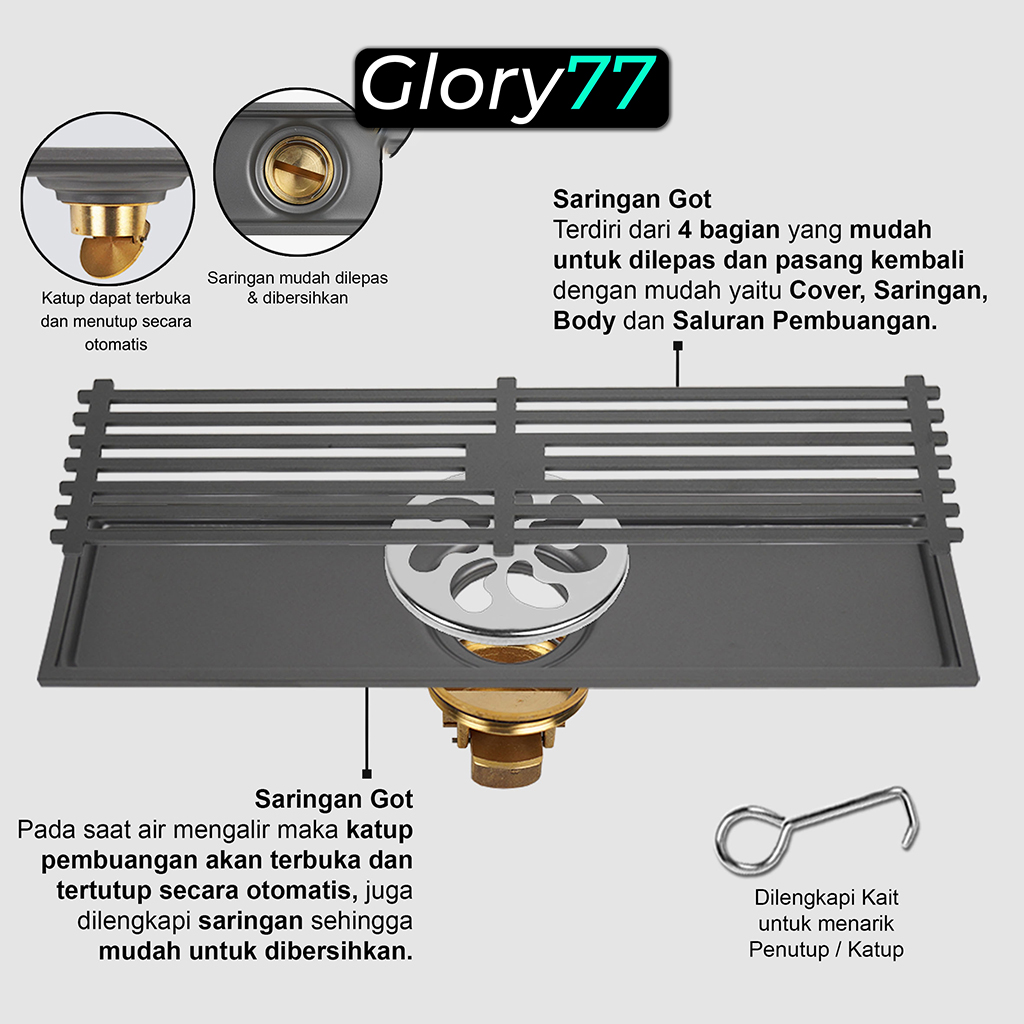 Glory77
Katup dapat terbuka
dan menutup secara
otomatis
Saringan mudah dilepas
& dibersihkan
Saringan Got
Terdiri dari 4 bagian yang mudah
untuk dilepas dan pasang kembali
dengan mudah yaitu Cover, Saringan,
Body dan Saluran Pembuangan.
Saringan Got
Pada saat air mengalir maka katup
pembuangan akan terbuka dan
tertutup secara otomatis, juga
dilengkapi saringan sehingga
mudah untuk dibersihkan.
Dilengkapi Kait
untuk menarik
Penutup / Katup